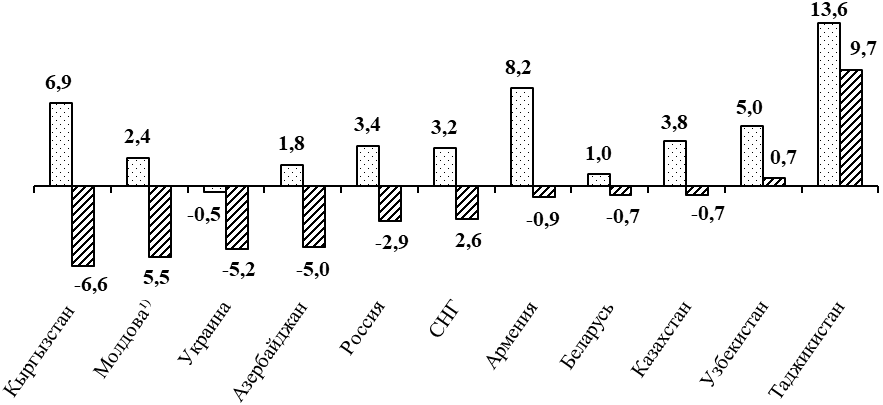 13,6
9,7
8,2
6,9
5,0
3,8
3,4
3,2
2,4
1,8
1,0
0,7
-0,5
-0,9
-0,7
-0,7
-2,9
2,6
-5,2
-5,0
5,5
-6,6
Кыргызстан
Молдова¹⁾
Украина
Азербайджан
Россия
СНГ
Армения
Беларусь
Казахстан
Узбекистан
Таджикистан